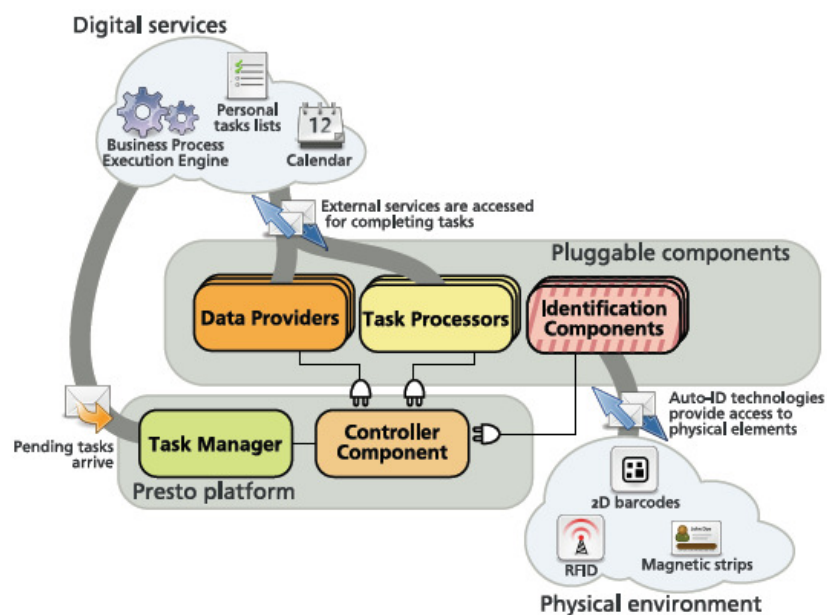 Digital services
Personal
tasks lists
12
Business Process
Execution Engine
Calendar
External services are accessed
for completing tasks
Pluggable components
Data Providers
Task Processors
Identification
Components
Auto-ID technologies
provide access to
physical elements
Pending tasks
arrive
Task Manager
Controller
Component
Presto platform
2D barcodes
John Doe
RFID
Magnetic strips
Physical environment